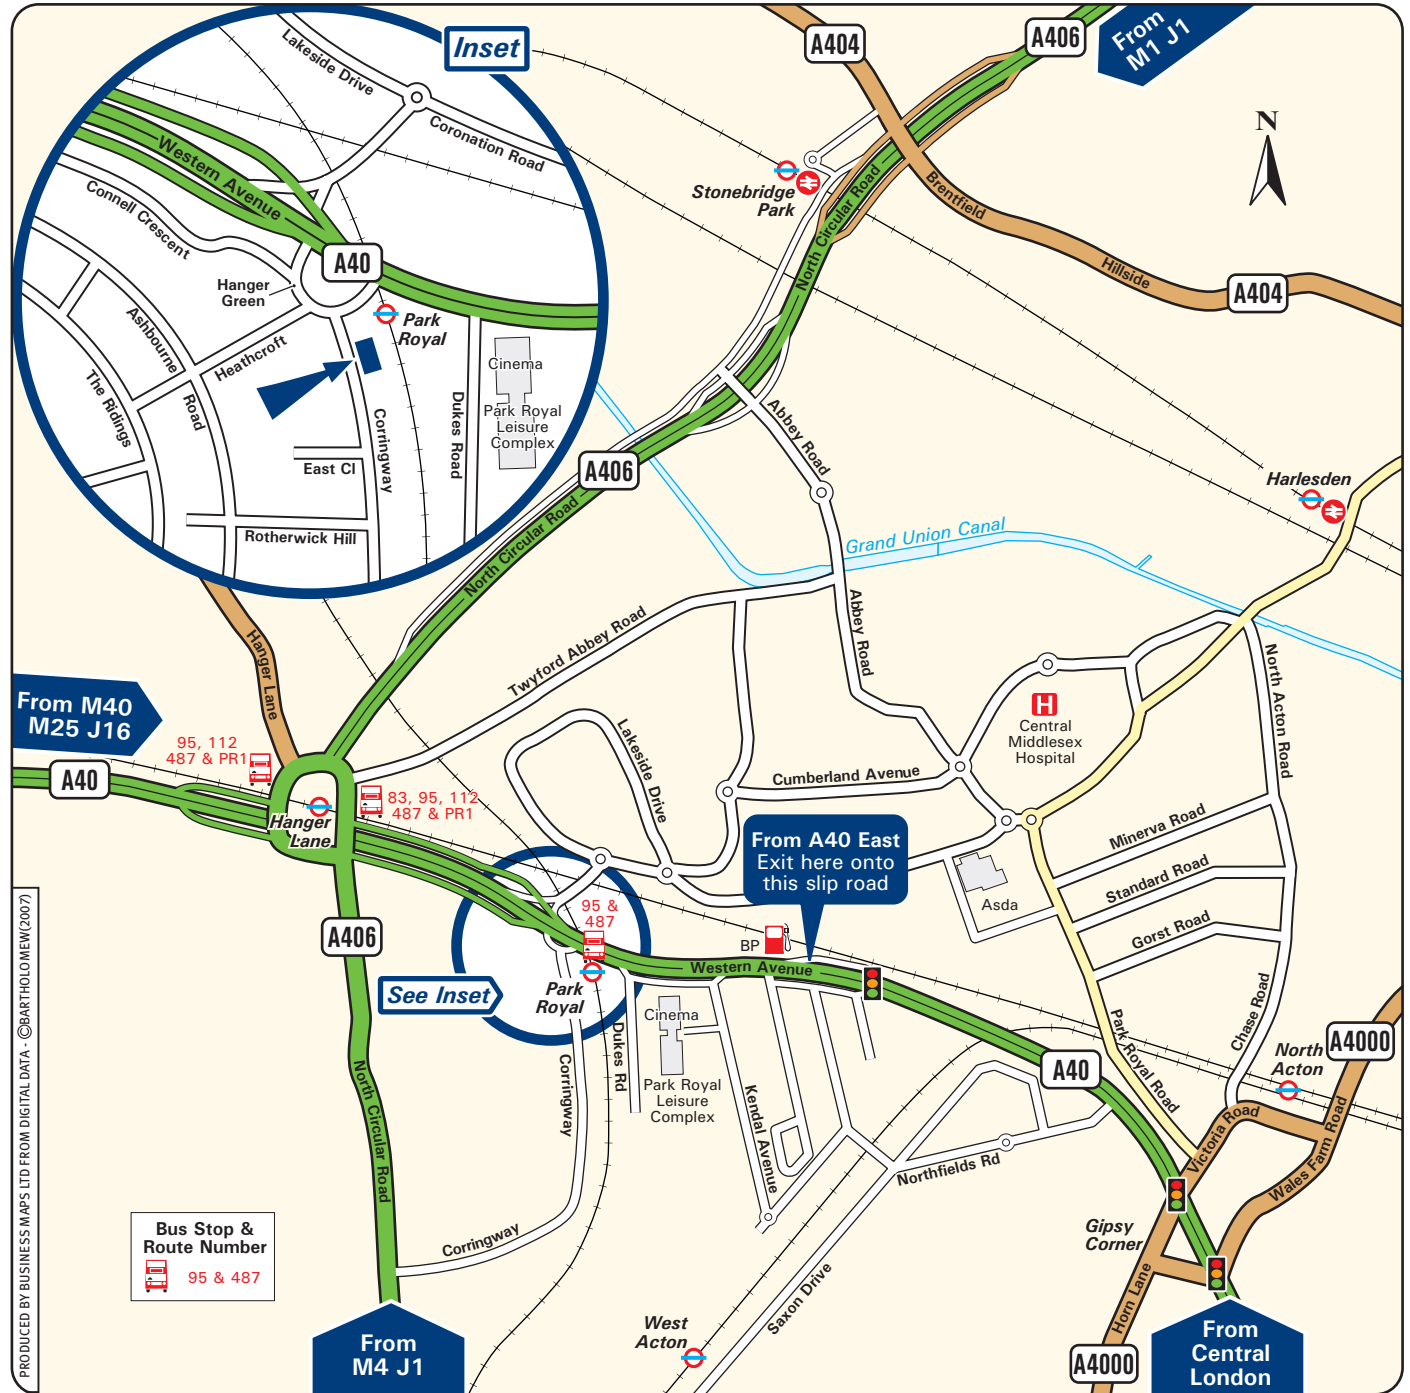 Inset
Lakeside Drive
Coronation Road
Western Avenue
Connell Crescent
A40
Hanger
Green
Park
Royal
Ashbourne
Road
Heathcroft
The Ridings
Cinema
Park Royal
Leisure
Complex
Dukes Road
Corringway
East Cl
Rotherwick Hill
A404
A406
From
M1 J1
N
Stonebridge
Park
North Circular Road
Brentfield
Hillside
A404
Abbey Road
A406
North Circular Road
Harlesden
Grand Union Canal
Abbey Road
Twyford Abbey Road
Hanger Lane
From M40
M25 J16
95, 112
487 & PR1
A40
83, 95, 112
487 & PR1
Hanger
Lane
Lakeside Drive
Cumberland Avenue
Central
Middlesex
Hospital
H
North Acton Road
Minerva Road
Standard Road
Gorst Road
Asda
From A40 East
Exit here onto
this slip road
95 &
487
BP
Western Avenue
A406
See Inset
Park
Royal
Cinema
Park Royal
Leisure
Complex
Dukes Rd
Corringway
Kendal Avenue
A40
Park Royal Road
Chase Road
North
Acton
A4000
Victoria Road
Wales Farm Road
Northfields Rd
North Circular Road
Corringway
Gipsy
Corner
Horn Lane
Saxon Drive
West
Acton
A4000
Bus Stop &
Route Number
95 & 487
From
M4 J1
From
Central
London
PRODUCED BY BUSINESS MAPS LTD FROM DIGITAL DATA - ©BARTHOLOMEW(2007)